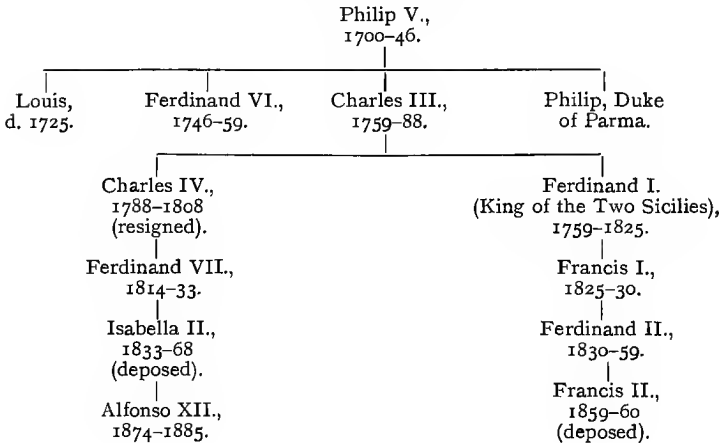 Philip V.,
1700–46.
Louis,
d. 1725.
Ferdinand VI.,
1746–59.
Charles III.,
1759–88.
Philip, Duke
of Parma.
Charles IV.,
1788–1808
(resigned).
Ferdinand I.
(King of the Two Sicilies),
1759–1825.
Ferdinand VII.,
1814–33.
Francis I.,
1825–30.
Isabella II.,
1833–68
(deposed).
Ferdinand II.,
1830–59.
Alfonso XII.,
1874–1885.
Francis II.,
1859–60
(deposed).